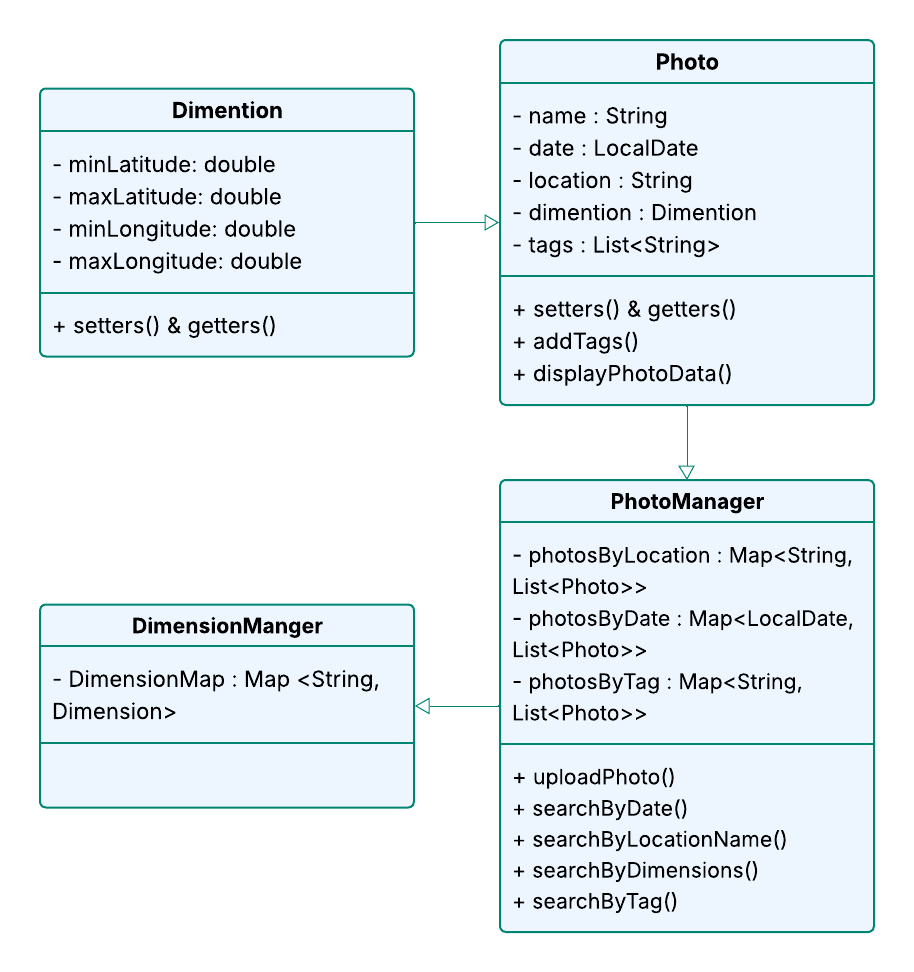 Dimention
- minLatitude: double
- maxLatitude: double
- minLongitude: double
- maxLongitude: double
+ setters() & getters()
Photo
- name : String
- date : LocalDate
- location : String
- dimention : Dimention
- tags : List<String>
+ setters() & getters()
+ addTags()
+ displayPhotoData()
DimensionManger
- DimensionMap : Map <String,
Dimension>
PhotoManager
- photosByLocation : Map<String,
List<Photo>>
- photosByDate : Map<LocalDate,
List<Photo>>
- photosByTag : Map<String,
List<Photo>>
+ uploadPhoto()
+ searchByDate()
+ searchByLocationName()
+ searchByDimensions()
+ searchByTag()